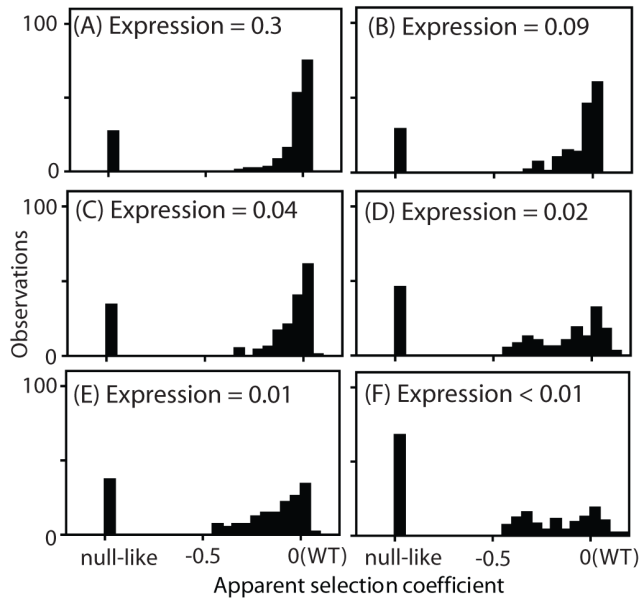 100
(A) Expression = 0.3
(B) Expression = 0.09
0
100
(C) Expression = 0.04
(D) Expression = 0.02
Observations
0
100
(E) Expression = 0.01
(F) Expression < 0.01
0
null-like -0.5 0(WT) null-like -0.5 0(WT)
Apparent selection coefficient